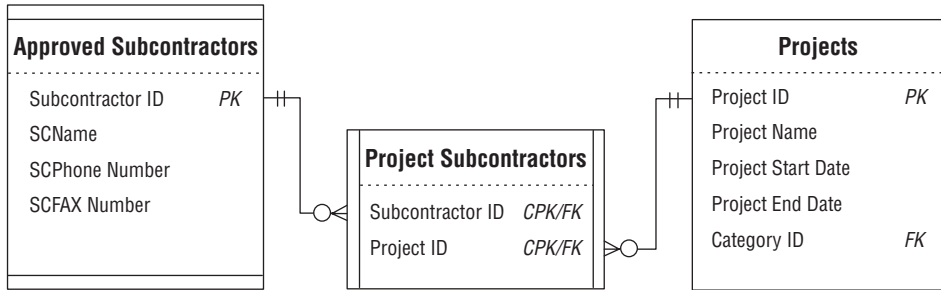 Approved Subcontractors
Subcontractor ID PK
SCName
SCPhone Number
SCFAX Number
Project Subcontractors
Subcontractor ID CPK/FK
Project ID CPK/FK
Projects
Project ID PK
Project Name
Project Start Date
Project End Date
Category ID FK